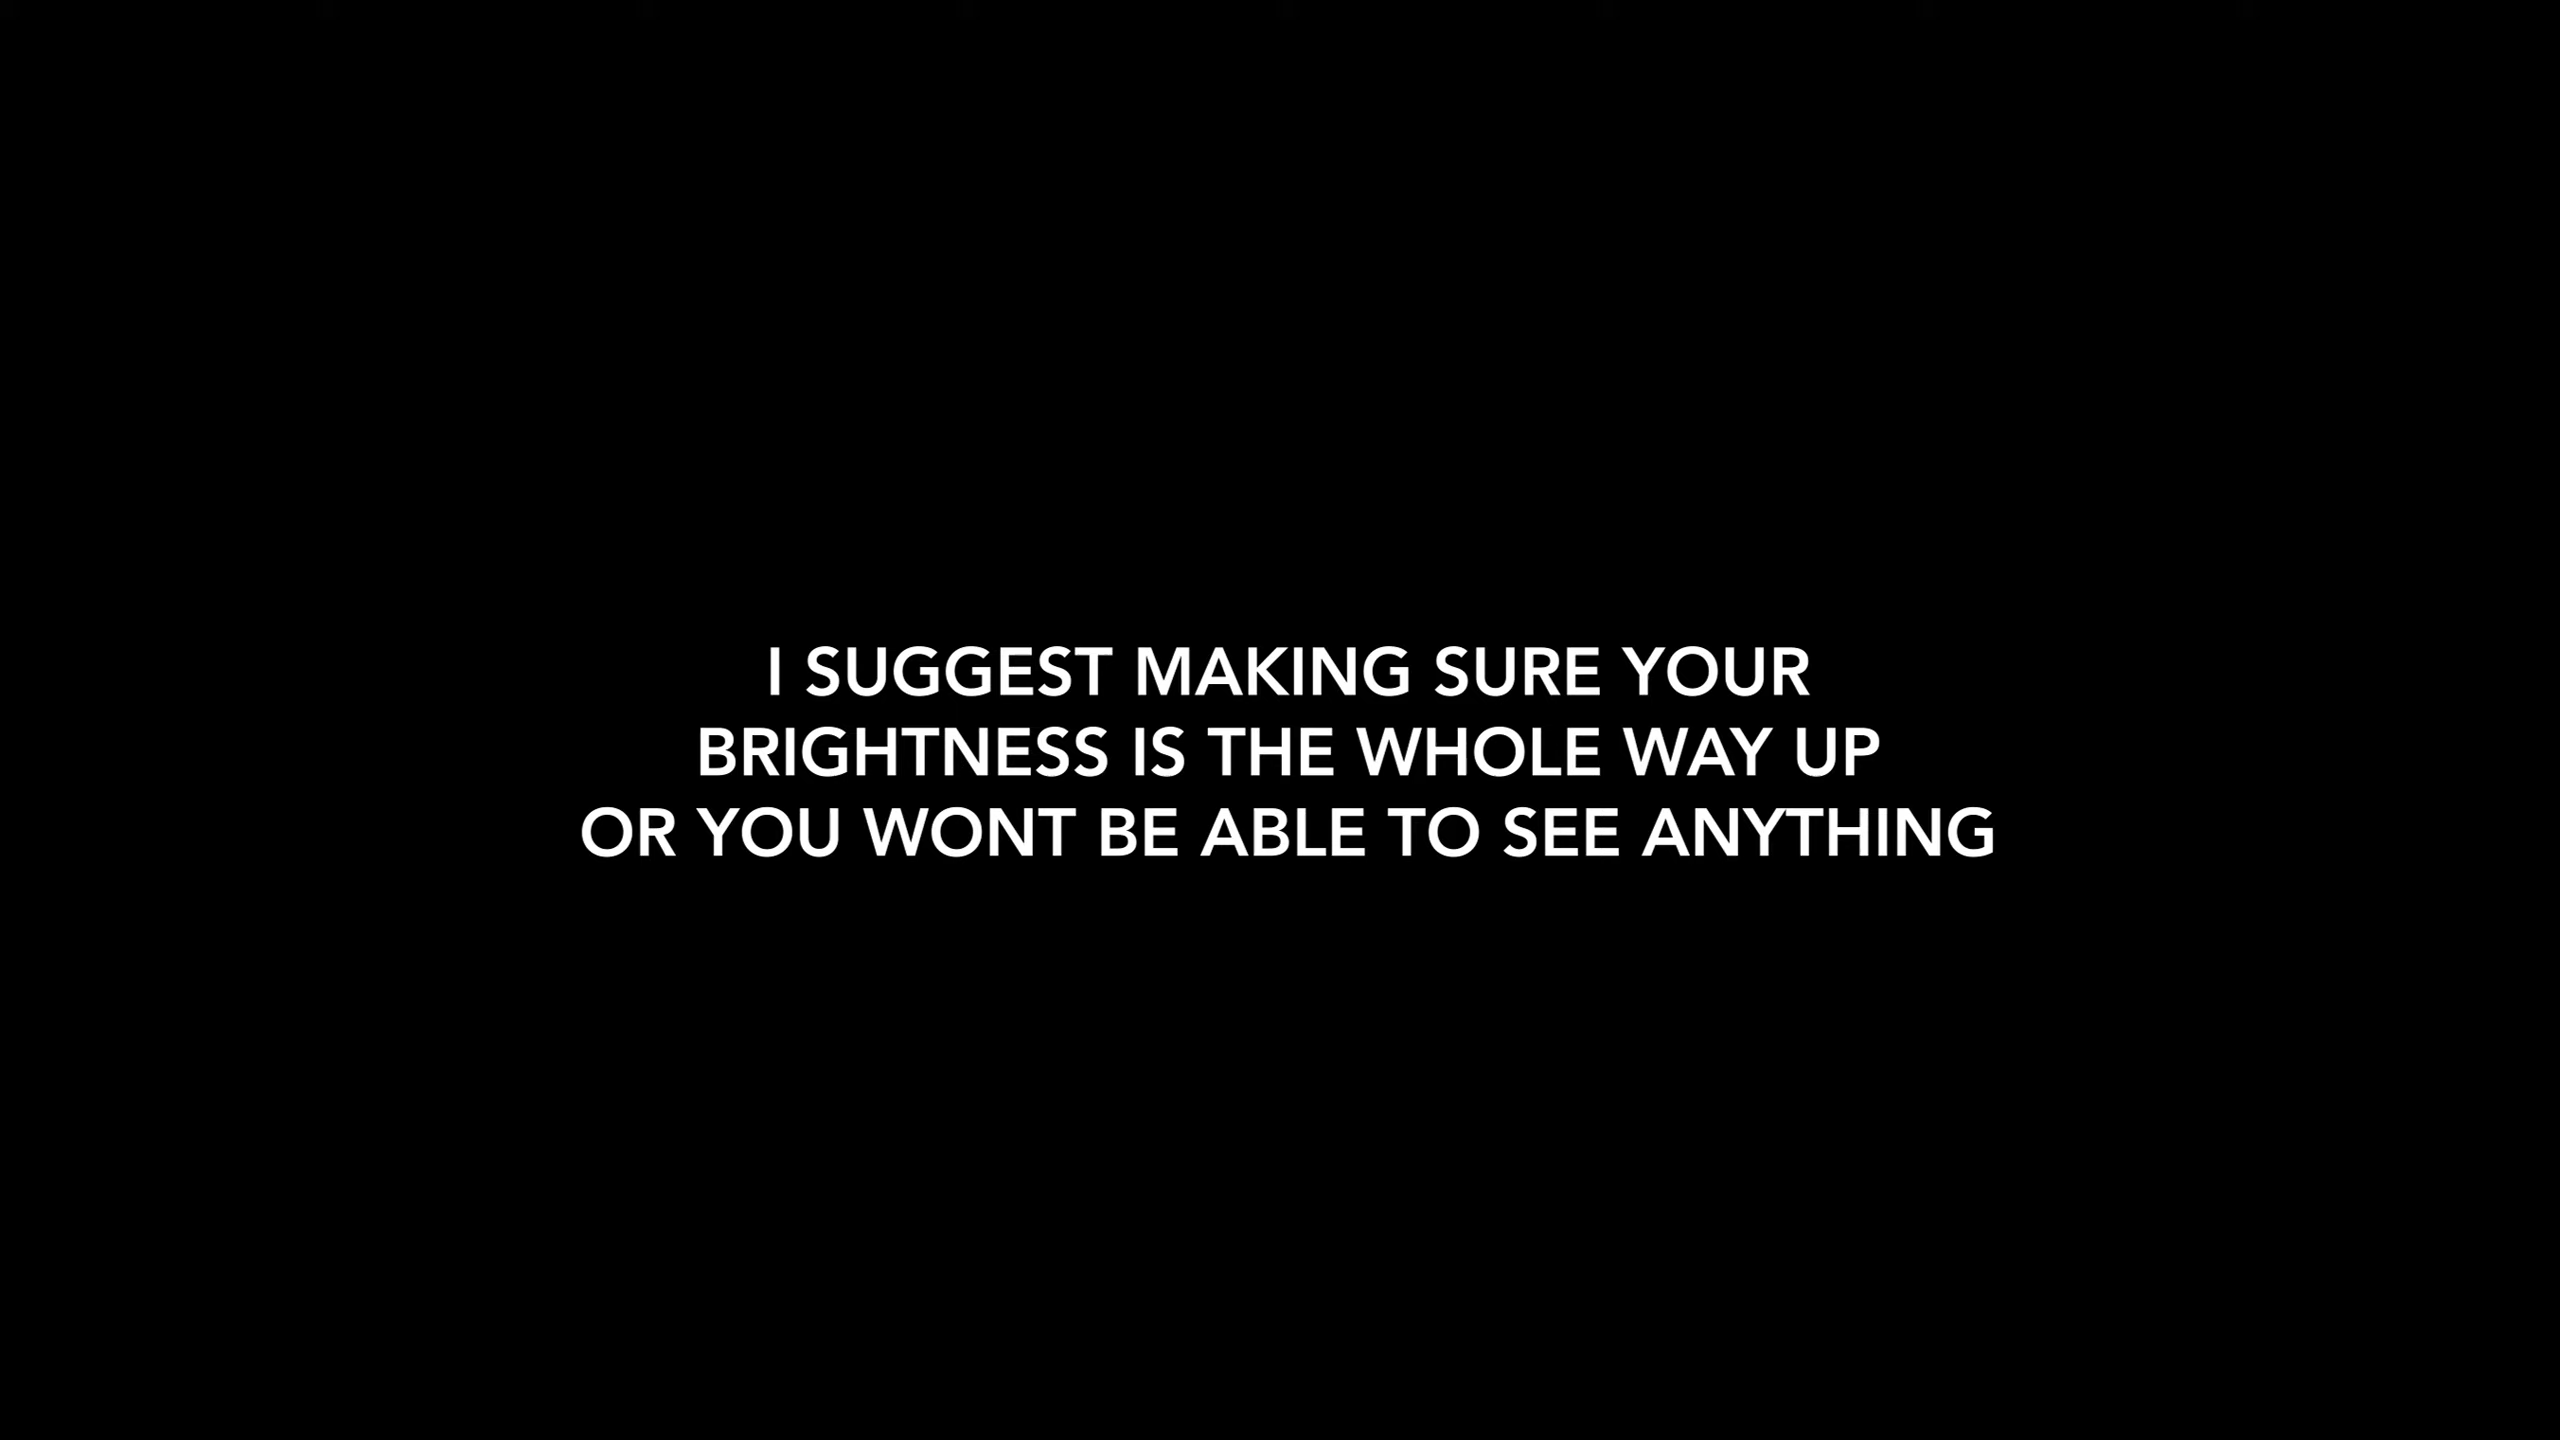 I SUGGEST MAKING SURE YOUR
BRIGHTNESS IS THE WHOLE WAY UP
OR YOU WONT BE ABLE TO SEE ANYTHING